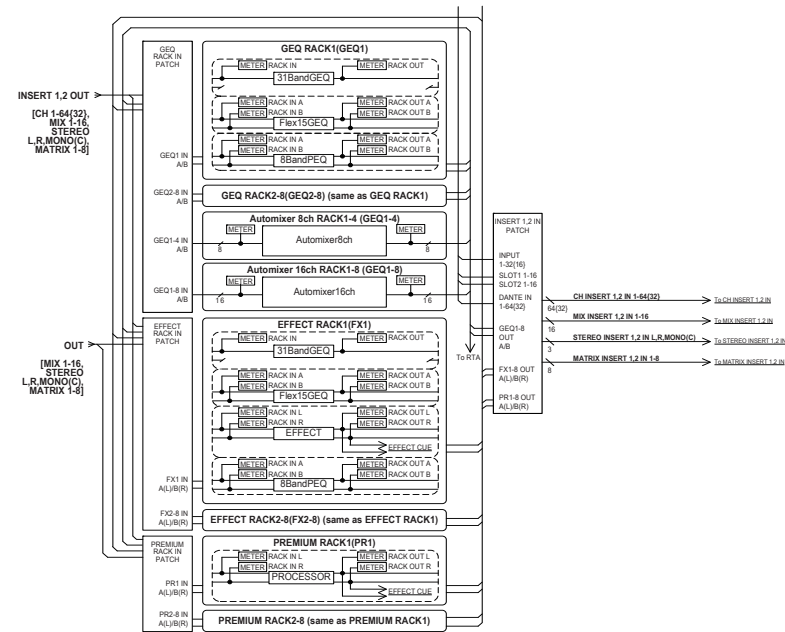 GEQ
RACK IN
PATCH
INSERT 1,2 OUT
[CH 1-64{32},
MIX 1-16,
STEREO
L,R,MONO(C),
MATRIX 1-8]
GEQ1 IN
A/B
GEQ2-8 IN
A/B
GEQ1-4 IN
A/B
GEQ1-8 IN
A/B
GEQ RACK1(GEQ1)
METER RACK IN
METER RACK OUT
31BandGEQ
METER RACK IN A
METER RACK OUT A
METER RACK IN B
METER RACK OUT B
Flex15GEQ
METER RACK IN A
METER RACK OUT A
METER RACK IN B
METER RACK OUT B
8BandPEQ
GEQ RACK2-8(GEQ2-8) (same as GEQ RACK1)
Automixer 8ch RACK1-4 (GEQ1-4)
METER
METER
Automixer8ch
8
8
Automixer 16ch RACK1-8 (GEQ1-8)
METER
METER
Automixer16ch
16
16
EFFECT
RACK IN
PATCH
OUT
[MIX 1-16,
STEREO
L,R,MONO(C),
MATRIX 1-8]
FX1 IN
A(L)/B(R)
FX2-8 IN
A(L)/B(R)
EFFECT RACK1(FX1)
METER RACK IN
METER RACK OUT
31BandGEQ
METER RACK IN A
METER RACK OUT A
METER RACK IN B
METER RACK OUT B
Flex15GEQ
METER RACK IN L
METER RACK OUT L
METER RACK IN R
METER RACK OUT R
EFFECT
EFFECT CUE
METER RACK IN A
METER RACK OUT A
METER RACK IN B
METER RACK OUT B
8BandPEQ
EFFECT RACK2-8(FX2-8) (same as EFFECT RACK1)
PREMIUM
RACK IN
PATCH
PR1 IN
A(L)/B(R)
PR2-8 IN
A(L)/B(R)
PREMIUM RACK1(PR1)
METER RACK IN L
METER RACK OUT L
METER RACK IN R
METER RACK OUT R
PROCESSOR
EFFECT CUE
PREMIUM RACK2-8 (same as PREMIUM RACK1)
To RTA
INSERT 1,2 IN
PATCH
INPUT
1-32{16}
SLOT1 1-16
SLOT2 1-16
DANTE IN
1-64{32}
GEQ1-8
OUT
A/B
FX1-8 OUT
A(L)/B(R)
PR1-8 OUT
A(L)/B(R)
CH INSERT 1,2 IN 1-64{32}
64{32}
To CH INSERT 1,2 IN
MIX INSERT 1,2 IN 1-16
16
To MIX INSERT 1,2 IN
STEREO INSERT 1,2 IN L,R,MONO(C)
3
To STEREO INSERT 1,2 IN
MATRIX INSERT 1,2 IN 1-8
8
To MATRIX INSERT 1,2 IN